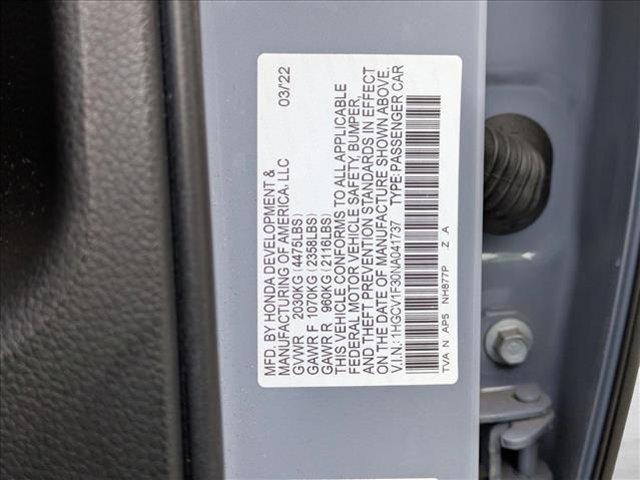 MFD. BY HONDA DEVELOPMENT &
MANUFACTURING OF AMERICA, LLC 03/22
GVWR 2030KG (4475LBS)
GAWR F 1070KG (2358LBS)
GAWR R 960KG (2116LBS)
THIS VEHICLE CONFORMS TO ALL APPLICABLE
FEDERAL MOTOR VEHICLE SAFETY, BUMPER,
AND THEFT PREVENTION STANDARDS IN EFFECT
ON THE DATE OF MANUFACTURE SHOWN ABOVE.
V.I.N.: 1HGCV1F30NA041737 TYPE: PASSENGER CAR
TVA N AP5 NH877P Z A